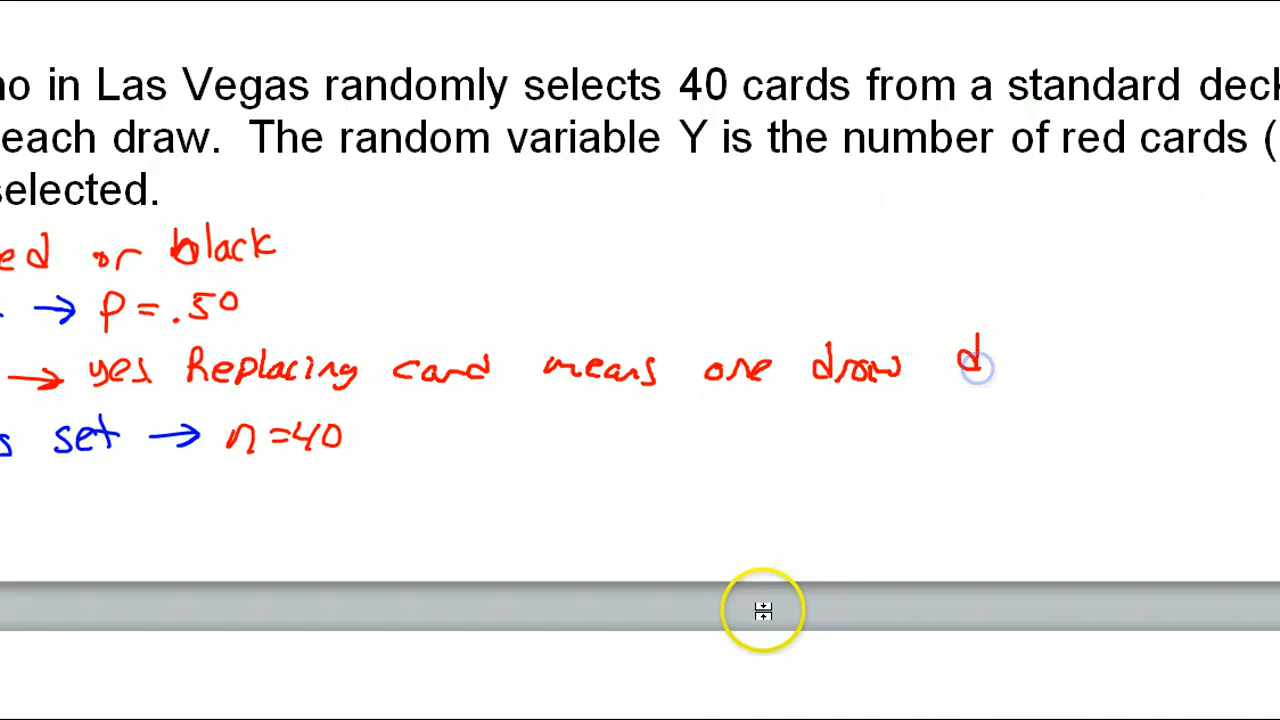 no in Las Vegas randomly selects 40 cards from a standard deck
each draw. The random variable Y is the number of red cards (
selected.
ed or black
→ p = .50
→ yes Replacing card means one draw d
s set → n = 40